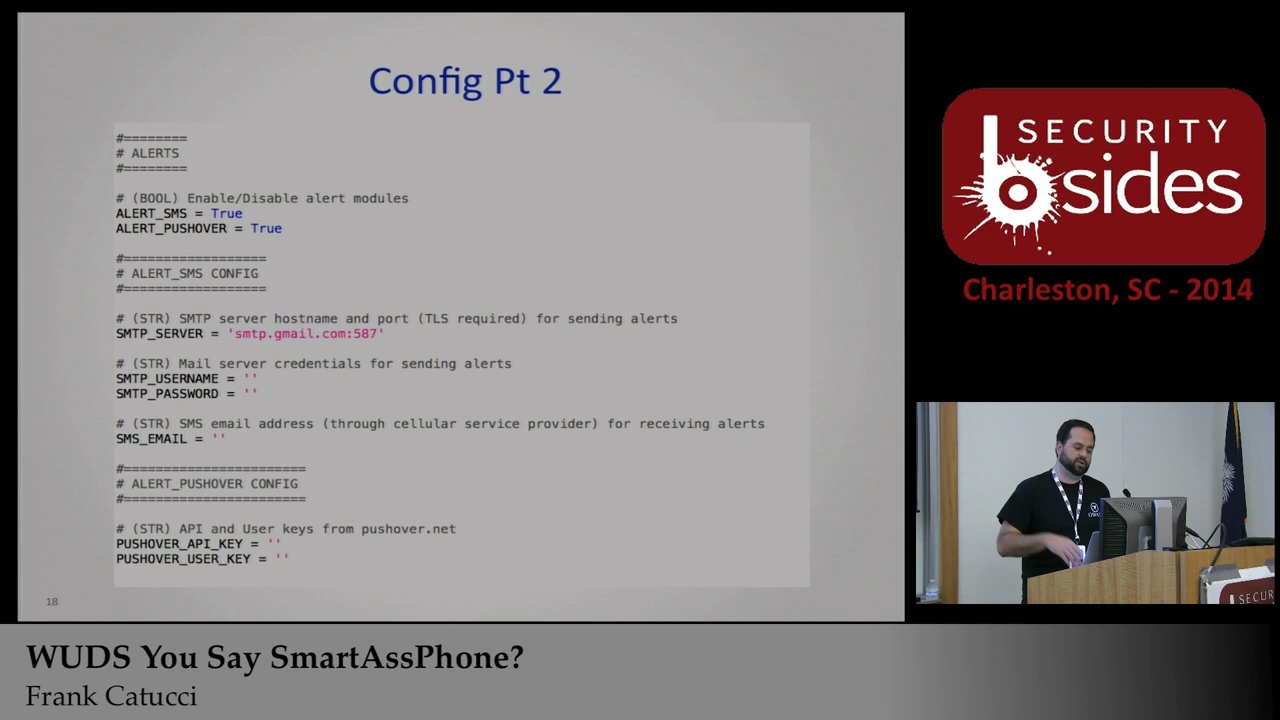 Config Pt 2
#========
# ALERTS
#========
# (BOOL) Enable/Disable alert modules
ALERT_SMS = True
ALERT_PUSHOVER = True
#==================
# ALERT_SMS CONFIG
#==================
# (STR) SMTP server hostname and port (TLS required) for sending alerts
SMTP_SERVER = 'smtp.gmail.com:587'
# (STR) Mail server credentials for sending alerts
SMTP_USERNAME = ''
SMTP_PASSWORD = ''
# (STR) SMS email address (through cellular service provider) for receiving alerts
SMS_EMAIL = ''
#=======================
# ALERT_PUSHOVER CONFIG
#=======================
# (STR) API and User keys from pushover.net
PUSHOVER_API_KEY = ''
PUSHOVER_USER_KEY = ''
18
SECURITY
bsides
Charleston, SC - 2014
SECUR
WUDS You Say SmartAssPhone?
Frank Catucci